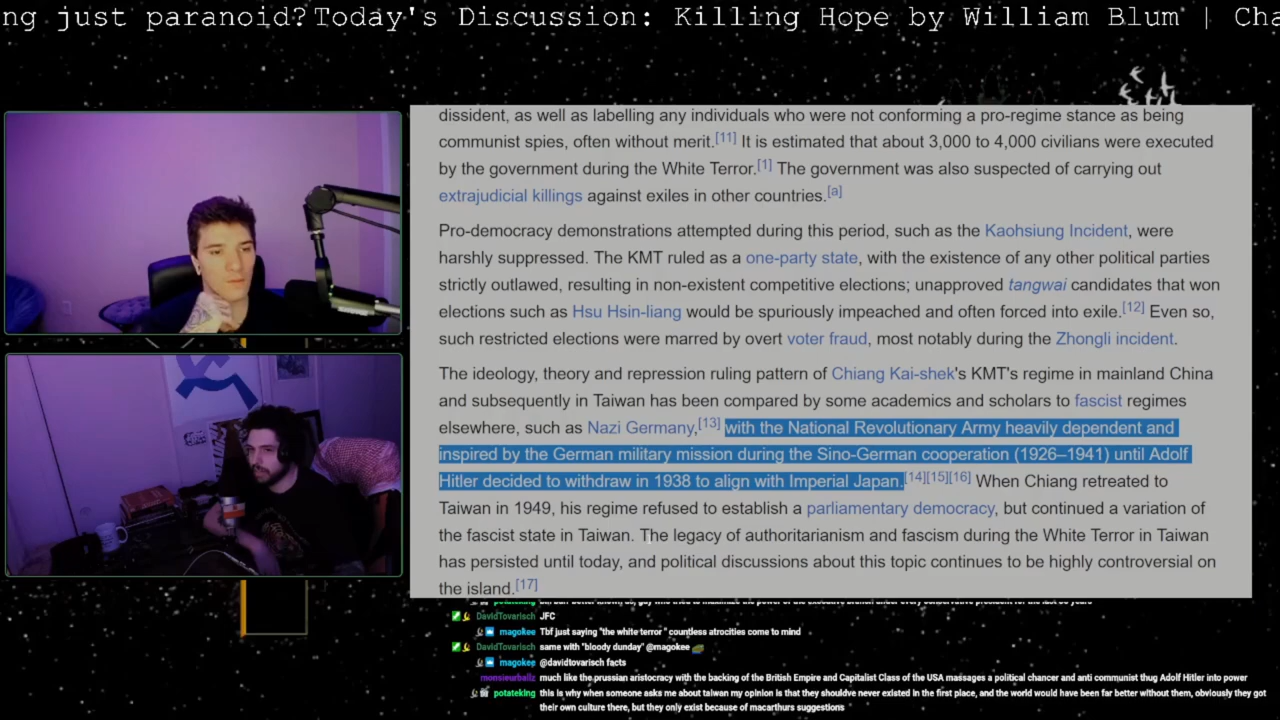 ng just paranoid?Today's Discussion: Killing Hope by William Blum | Cha
dissident, as well as labelling any individuals who were not conforming a pro-regime stance as being
communist spies, often without merit.[11] It is estimated that about 3,000 to 4,000 civilians were executed
by the government during the White Terror.[1] The government was also suspected of carrying out
extrajudicial killings against exiles in other countries.[a]
Pro-democracy demonstrations attempted during this period, such as the Kaohsiung Incident, were
harshly suppressed. The KMT ruled as a one-party state, with the existence of any other political parties
strictly outlawed, resulting in non-existent competitive elections; unapproved tangwai candidates that won
elections such as Hsu Hsin-liang would be spuriously impeached and often forced into exile.[12] Even so,
such restricted elections were marred by overt voter fraud, most notably during the Zhongli incident.
The ideology, theory and repression ruling pattern of Chiang Kai-shek's KMT's regime in mainland China
and subsequently in Taiwan has been compared by some academics and scholars to fascist regimes
elsewhere, such as Nazi Germany,[13] with the National Revolutionary Army heavily dependent and
inspired by the German military mission during the Sino-German cooperation (1926–1941) until Adolf
Hitler decided to withdraw in 1938 to align with Imperial Japan.[14][15][16] When Chiang retreated to
Taiwan in 1949, his regime refused to establish a parliamentary democracy, but continued a variation of
the fascist state in Taiwan. The legacy of authoritarianism and fascism during the White Terror in Taiwan
has persisted until today, and political discussions about this topic continues to be highly controversial on
the island.[17]
DavidTovarisch JFC
magokee Tbf just saying "the white terror" countless atrocities come to mind
DavidTovarisch same with "bloody dunday" @magokee
magokee @davidtovarisch facts
monsieurballz much like the prussian aristocracy with the backing of the British Empire and Capitalist Class of the USA massages a political chancer and anti communist thug Adolf Hitler into power
potateking this is why when someone asks me about taiwan my opinion is that they shouldve never existed in the first place, and the world would have been far better without them, obviously they got
their own culture there, but they only exist because of macarthurs suggestions